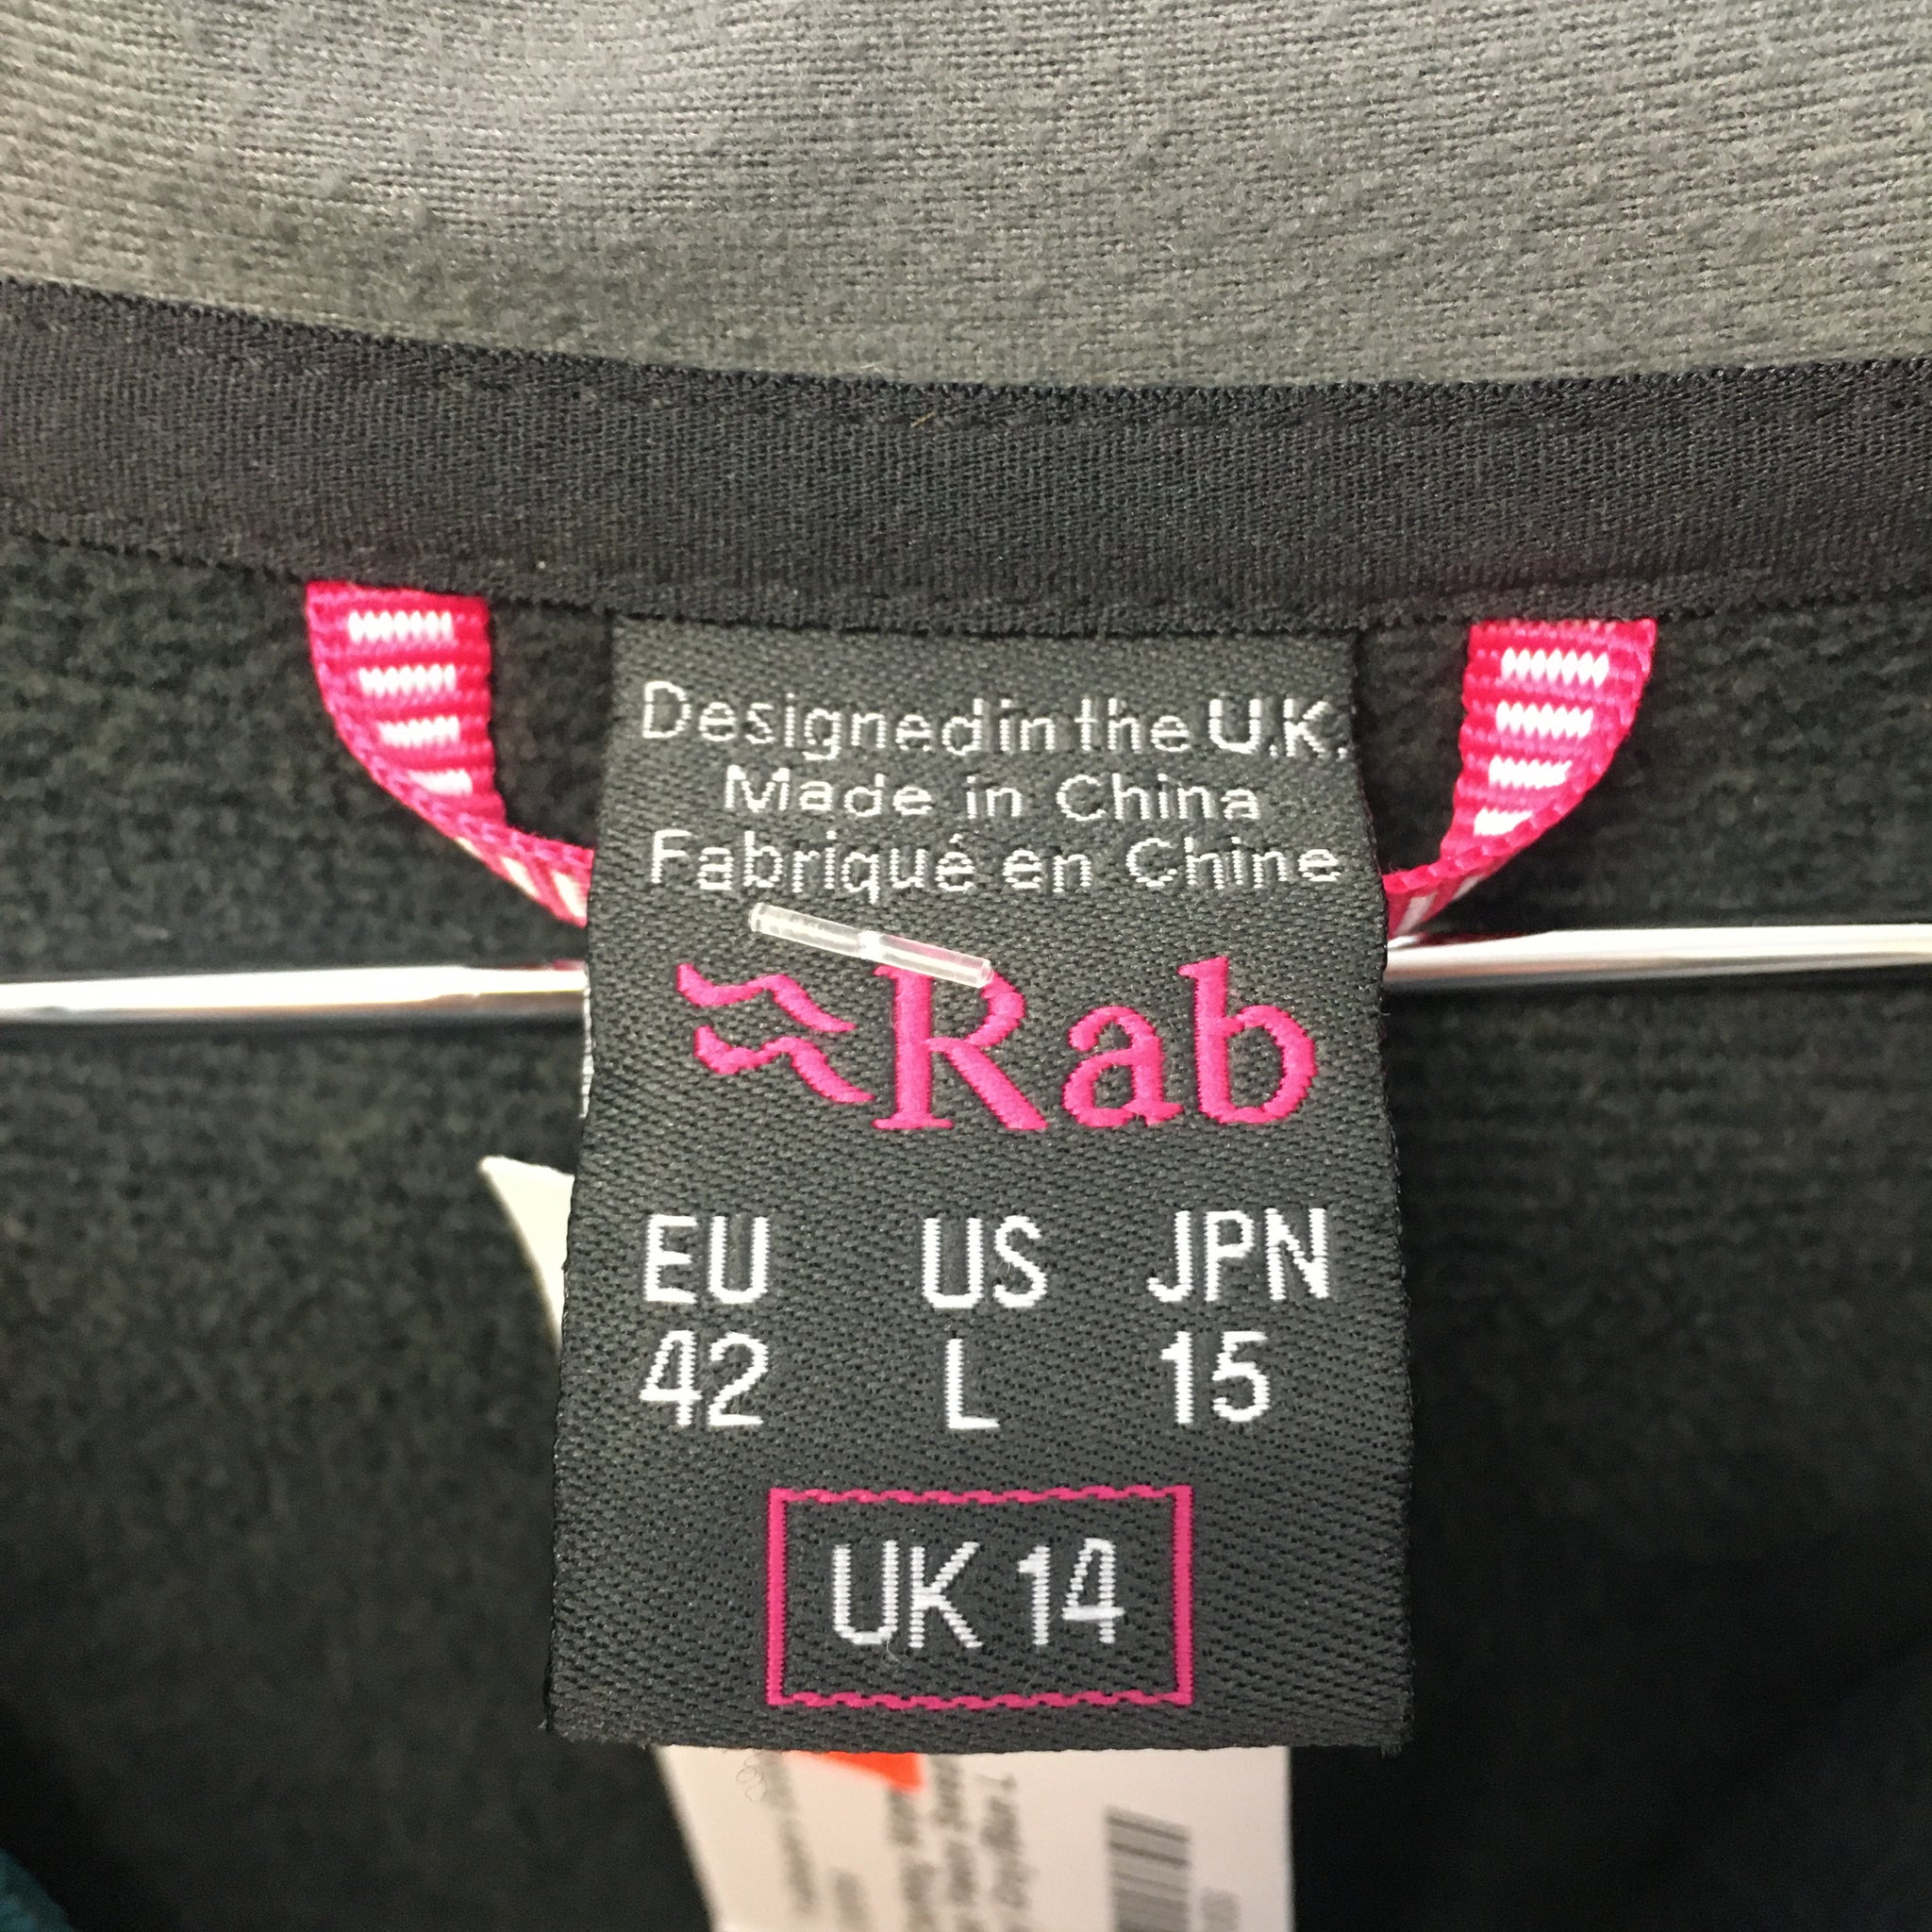 Designed in the U.K.
Made in China
Fabriqué en Chine
Rab
EU US JPN
42 L 15
UK 14